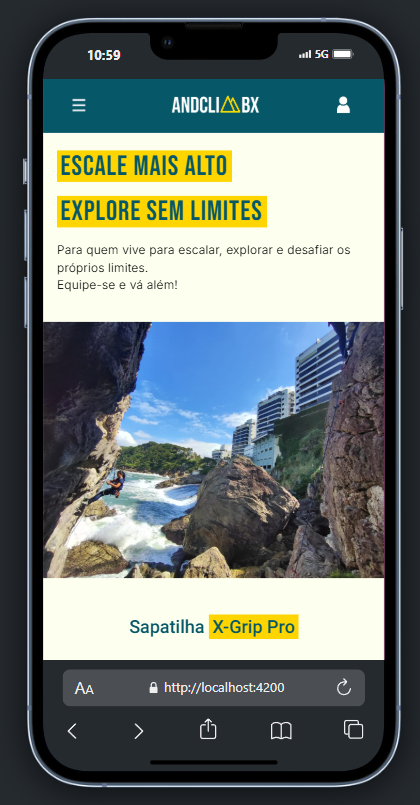 10:59
5G
ANDCLIMBX
ESCALE MAIS ALTO
EXPLORE SEM LIMITES
Para quem vive para escalar, explorar e desafiar os
próprios limites.
Equipe-se e vá além!
Sapatilha X-Grip Pro
AA
http://localhost:4200